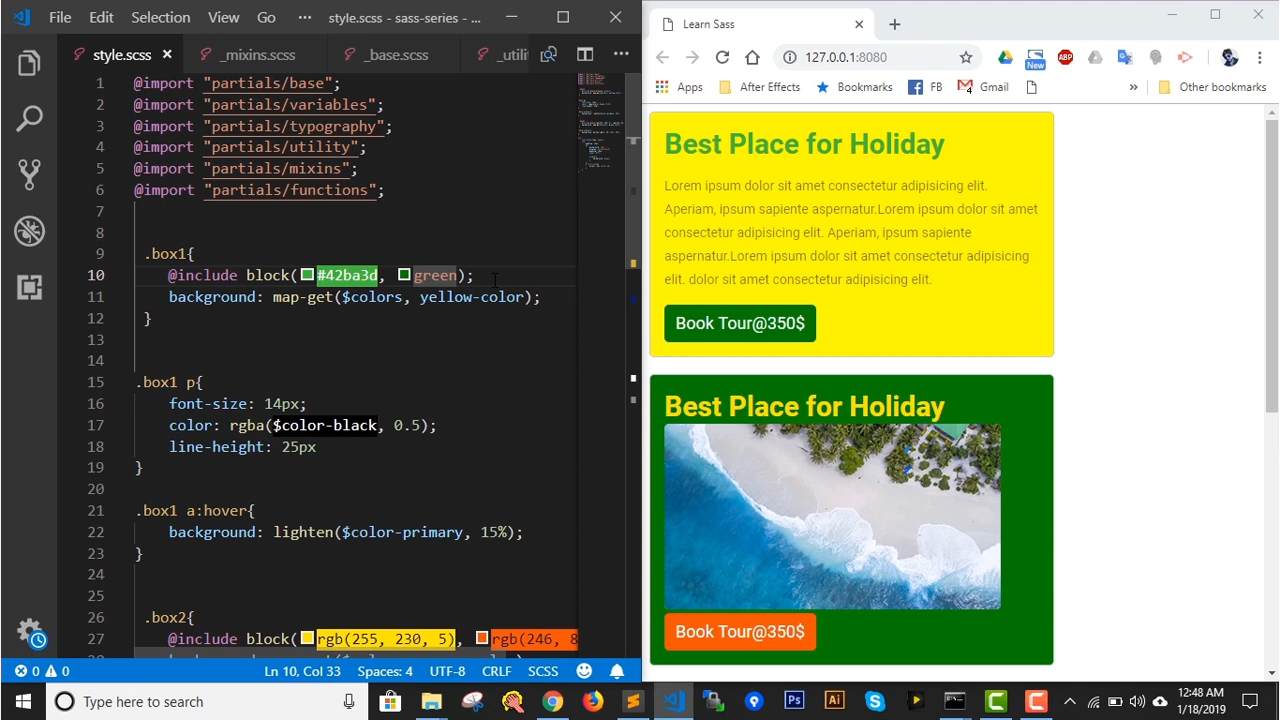 File Edit Selection View Go ··· style.scss - sass-series - ...
style.scss _mixins.scss _base.scss _utili
1 @import "partials/base";
2 @import "partials/variables";
3 @import "partials/typography";
4 @import "partials/utility";
5 @import "partials/mixins";
6 @import "partials/functions";
7
8
9 .box1{
10 @include block(#42ba3d, green);
11 background: map-get($colors, yellow-color);
12 }
13
14
15 .box1 p{
16 font-size: 14px;
17 color: rgba($color-black, 0.5);
18 line-height: 25px
19 }
20
21 .box1 a:hover{
22 background: lighten($color-primary, 15%);
23 }
24
25
26 .box2{
27 @include block(rgb(255, 230, 5), rgb(246, 8
0 0 Ln 10, Col 33 Spaces: 4 UTF-8 CRLF SCSS
Learn Sass
127.0.0.1:8080
New
ABP
Apps After Effects Bookmarks FB Gmail » Other bookmarks
Best Place for Holiday
Lorem ipsum dolor sit amet consectetur adipisicing elit.
Aperiam, ipsum sapiente aspernatur.Lorem ipsum dolor sit amet
consectetur adipisicing elit. Aperiam, ipsum sapiente
aspernatur.Lorem ipsum dolor sit amet consectetur adipisicing
elit. dolor sit amet consectetur adipisicing elit.
Book Tour@350$
Best Place for Holiday
Book Tour@350$
Type here to search
Ps Ai
12:48 AM
1/18/2019